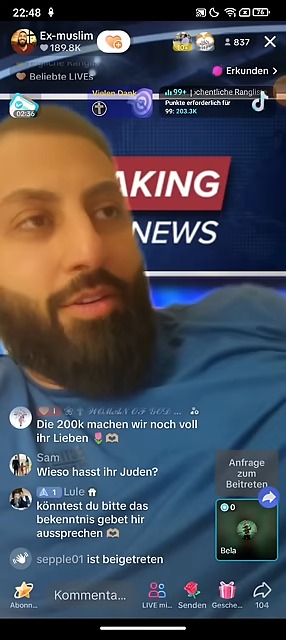 22:48
76
Ex-muslim
189.8K
837
Erkunden >
Beliebte LIVEs
Vielen Dank
99+
Punkte erforderlich für
99: 203.3K
02:36
AKING
NEWS
Die 200k machen wir noch voll
ihr Lieben
Sam
Wieso hasst ihr Juden?
1 Lule
könntest du bitte das
bekenntnis gebet hir
aussprechen
sepple01 ist beigetreten
Anfrage
zum
Beitreten
0
Bela
Kommenta...
Abonn...
LIVE mi...
Senden
Gesche...
104